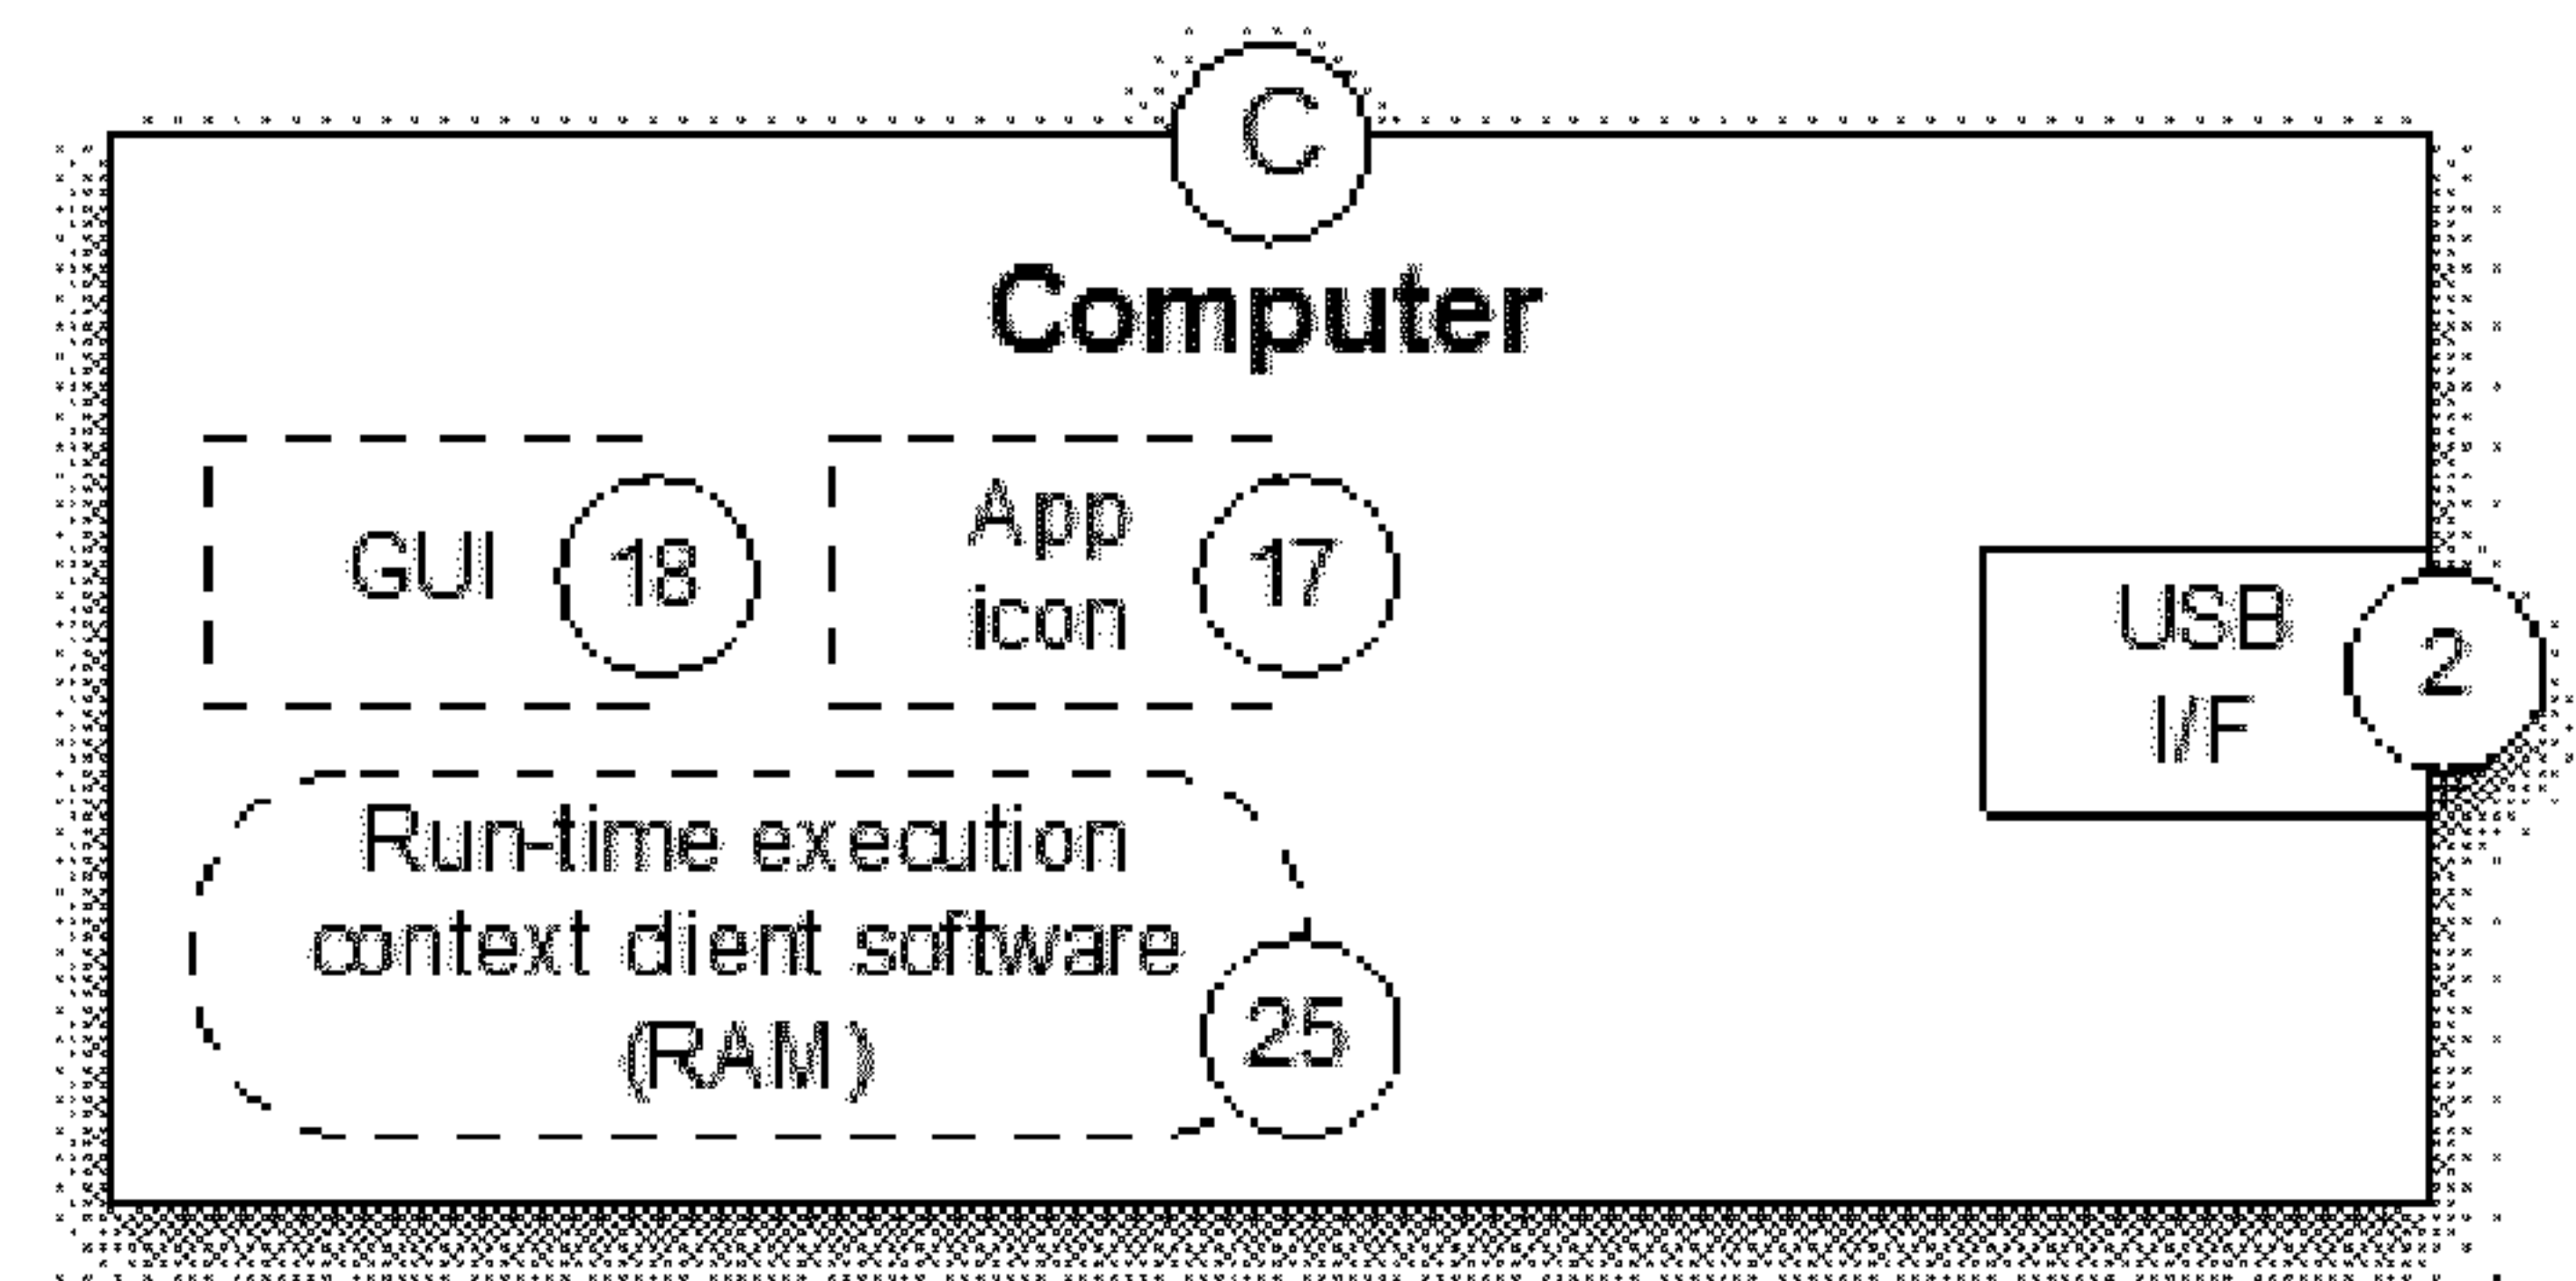 C
Computer
GUI
18
App
icon
17
USB
I/F
2
Run-time execution
context client software
(RAM)
25